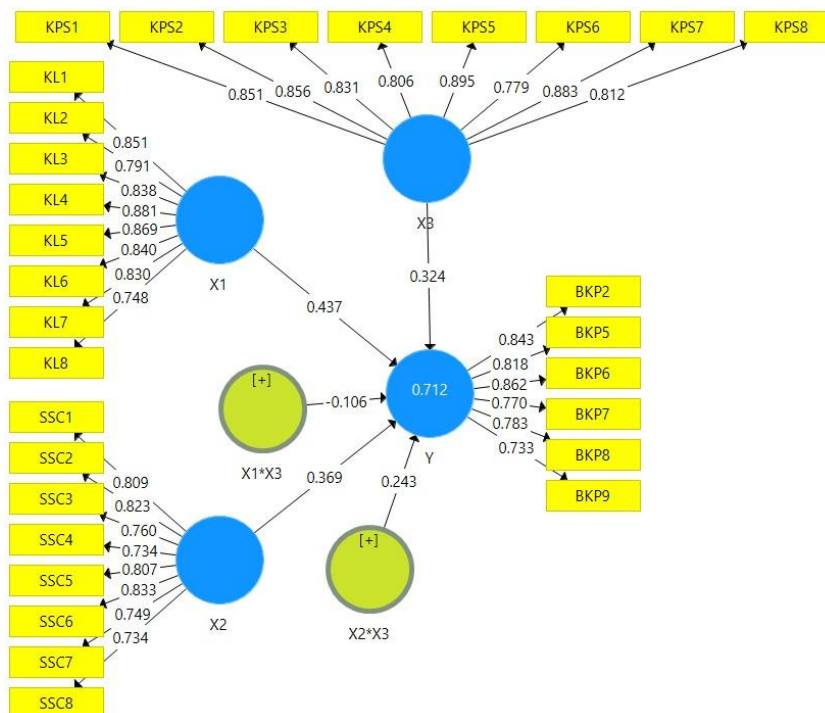 KPS1 KPS2 KPS3 KPS4 KPS5 KPS6 KPS7 KPS8
0.851 0.856 0.831 0.806 0.895 0.779 0.883 0.812
X3
KL1
KL2
KL3
KL4
KL5
KL6
KL7
KL8
0.851
0.791
0.838
0.881
0.869
0.840
0.830
0.748
X1
0.437
0.324
[+]
-0.106
X1*X3
0.712
Y
BKP2
BKP5
BKP6
BKP7
BKP8
BKP9
0.843
0.818
0.862
0.770
0.783
0.733
SSC1
SSC2
SSC3
SSC4
SSC5
SSC6
SSC7
SSC8
0.809
0.823
0.760
0.734
0.807
0.833
0.749
0.734
X2
0.369
0.243
[+]
X2*X3